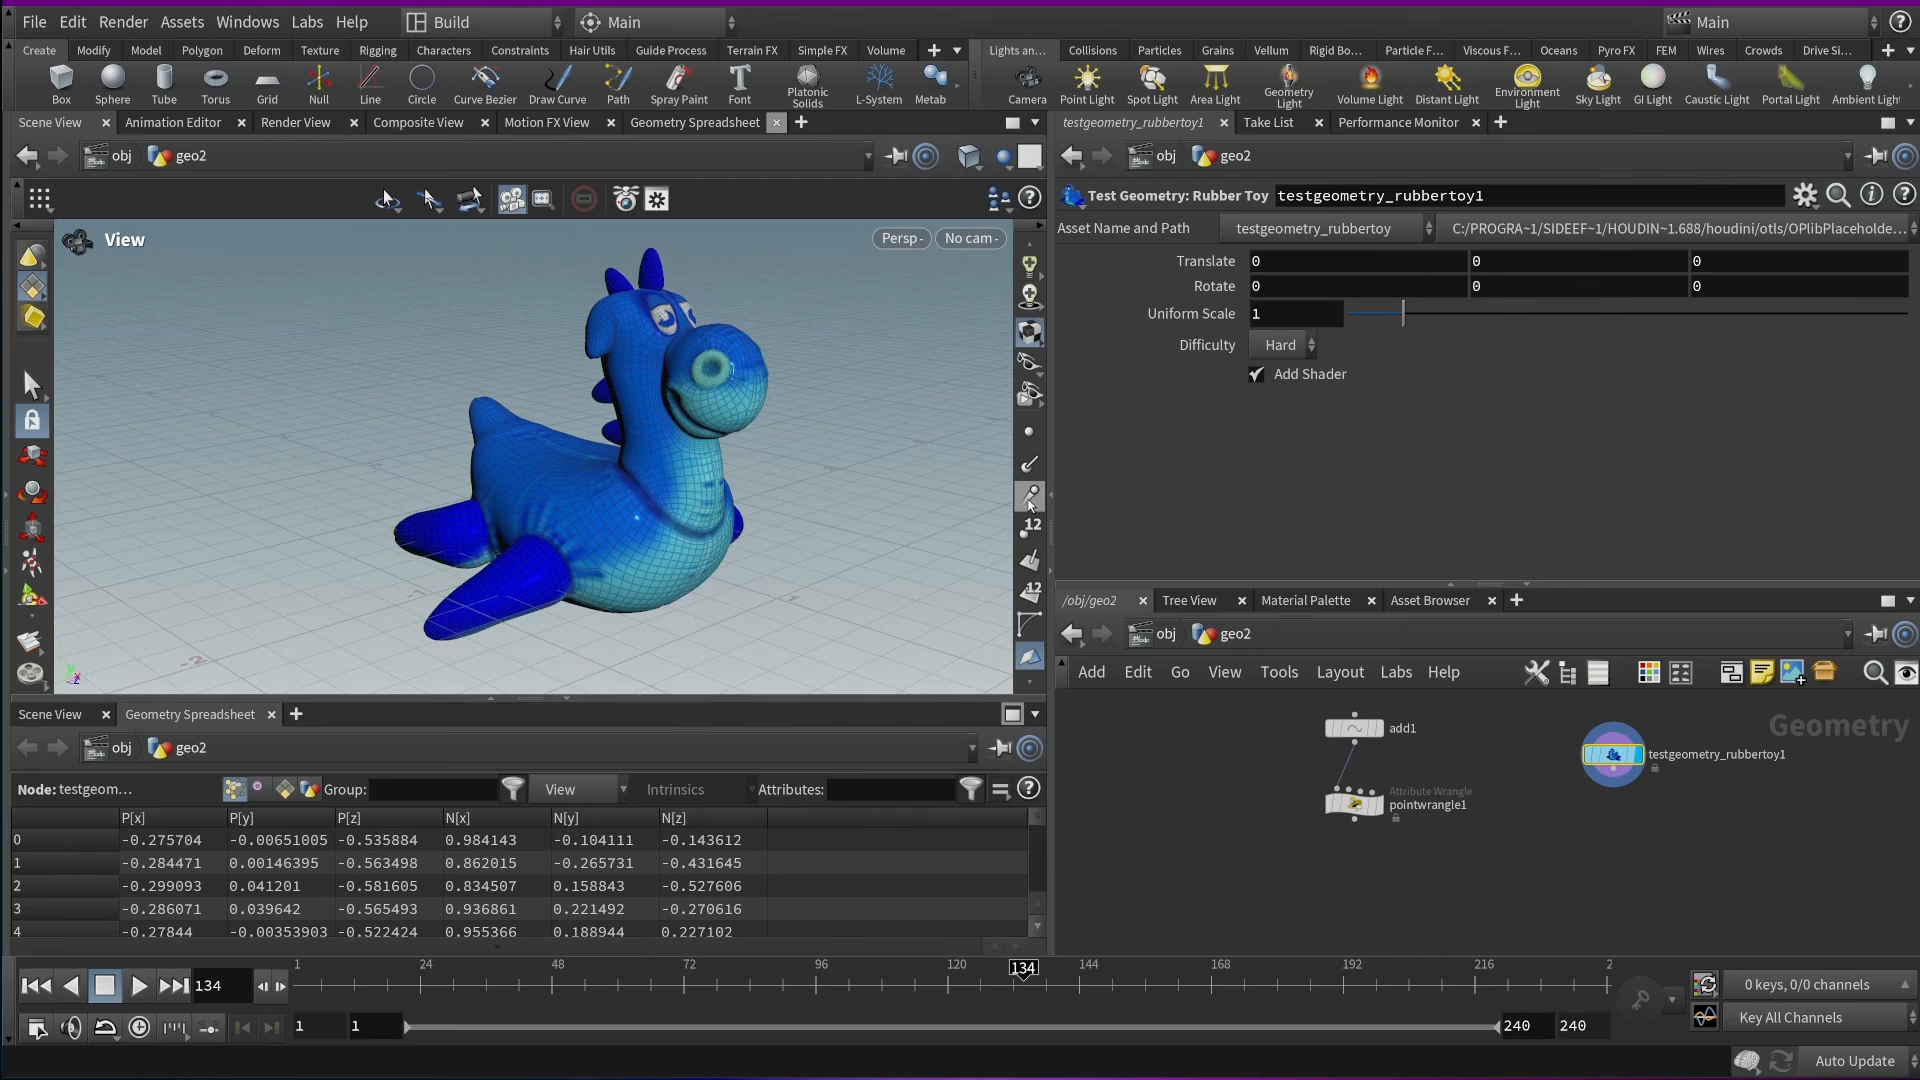 File Edit Render Assets Windows Labs Help Build Main Main
Create Modify Model Polygon Deform Texture Rigging Characters Constraints Hair Utils Guide Process Terrain FX Simple FX Volume Lights an... Collisions Particles Grains Vellum Rigid Bo... Particle F... Viscous F... Oceans Pyro FX FEM Wires Crowds Drive Si...
Box Sphere Tube Torus Grid Null Line Circle Curve Bezier Draw Curve Path Spray Paint Font Platonic Solids L-System Metab Camera Point Light Spot Light Area Light Geometry Light Volume Light Distant Light Environment Light Sky Light GI Light Caustic Light Portal Light Ambient Light
Scene View Animation Editor Render View Composite View Motion FX View Geometry Spreadsheet
obj geo2
View Persp No cam
12
12
testgeometry_rubbertoy1 Take List Performance Monitor
obj geo2
Test Geometry: Rubber Toy testgeometry_rubbertoy1
Asset Name and Path testgeometry_rubbertoy C:/PROGRA~1/SIDEEF~1/HOUDIN~1.688/houdini/otls/OPlibPlaceholde...
Translate 0 0 0
Rotate 0 0 0
Uniform Scale 1
Difficulty Hard
Add Shader
/obj/geo2 Tree View Material Palette Asset Browser
obj geo2
Add Edit Go View Tools Layout Labs Help
Geometry
add1
testgeometry_rubbertoy1
Attribute Wrangle
pointwrangle1
Scene View Geometry Spreadsheet
obj geo2
Node: testgeom... Group: View Intrinsics Attributes:
P[x] P[y] P[z] N[x] N[y] N[z]
0 -0.275704 -0.00651005 -0.535884 0.984143 -0.104111 -0.143612
1 -0.284471 0.00146395 -0.563498 0.862015 -0.265731 -0.431645
2 -0.299093 0.041201 -0.581605 0.834507 0.158843 -0.527606
3 -0.286071 0.039642 -0.565493 0.936861 0.221492 -0.270616
4 -0.27844 -0.00353903 -0.522424 0.955366 0.188944 0.227102
134 1 24 48 72 96 120 134 144 168 192 216 2
0 keys, 0/0 channels
1 1 240 240 Key All Channels
Auto Update